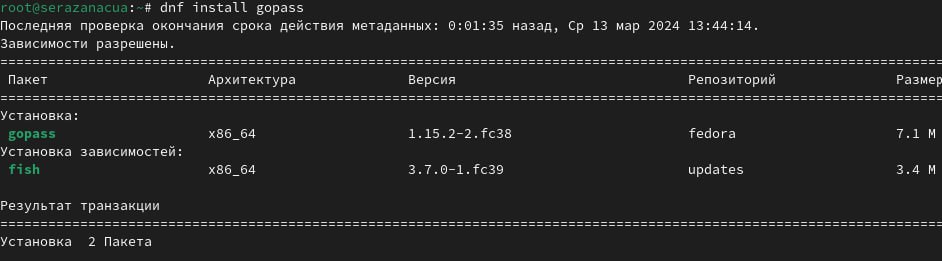 root@serazanacua:~# dnf install gopass
Последняя проверка окончания срока действия метаданных: 0:01:35 назад, Ср 13 мар 2024 13:44:14.
Зависимости разрешены.
================================================================================
Пакет Архитектура Версия Репозиторий Размер
================================================================================
Установка:
gopass x86_64 1.15.2-2.fc38 fedora 7.1 M
Установка зависимостей:
fish x86_64 3.7.0-1.fc39 updates 3.4 M
Результат транзакции
================================================================================
Установка 2 Пакета